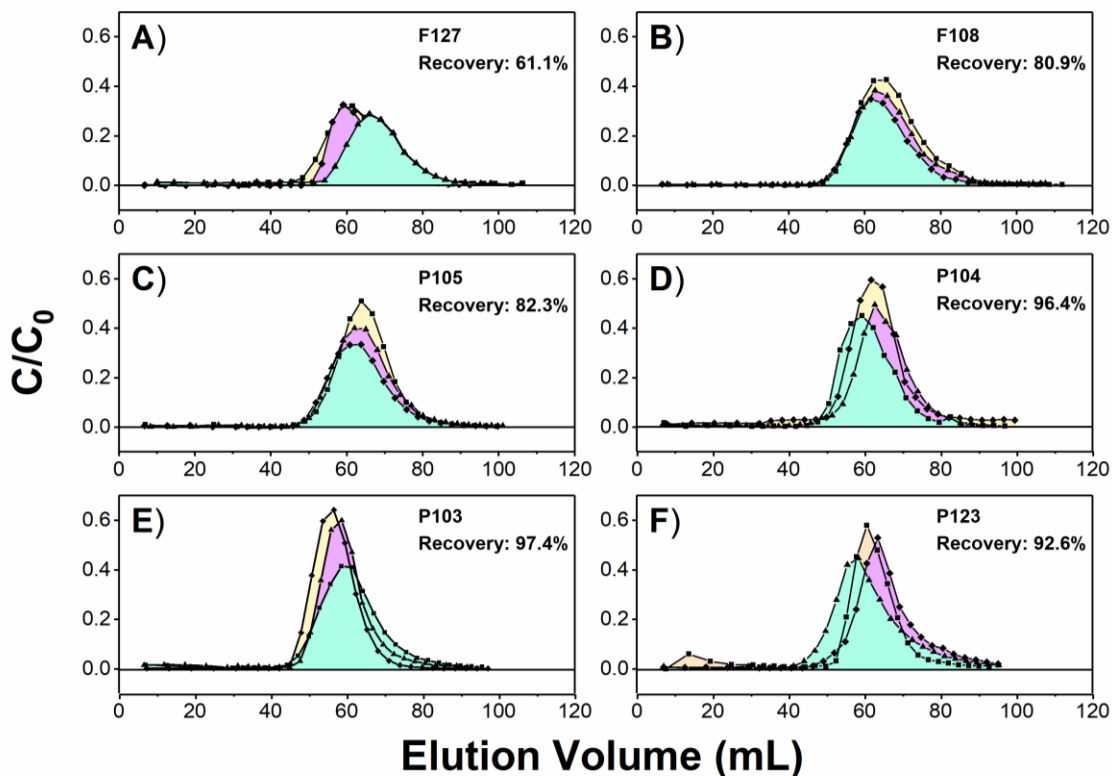 A)
F127
Recovery: 61.1%
0.6
0.4
0.2
0.0
0 20 40 60 80 100 120
B)
F108
Recovery: 80.9%
0.6
0.4
0.2
0.0
0 20 40 60 80 100 120
C)
P105
Recovery: 82.3%
0.6
0.4
0.2
0.0
0 20 40 60 80 100 120
D)
P104
Recovery: 96.4%
0.6
0.4
0.2
0.0
0 20 40 60 80 100 120
E)
P103
Recovery: 97.4%
0.6
0.4
0.2
0.0
0 20 40 60 80 100 120
F)
P123
Recovery: 92.6%
0.6
0.4
0.2
0.0
0 20 40 60 80 100 120
C/C₀
Elution Volume (mL)